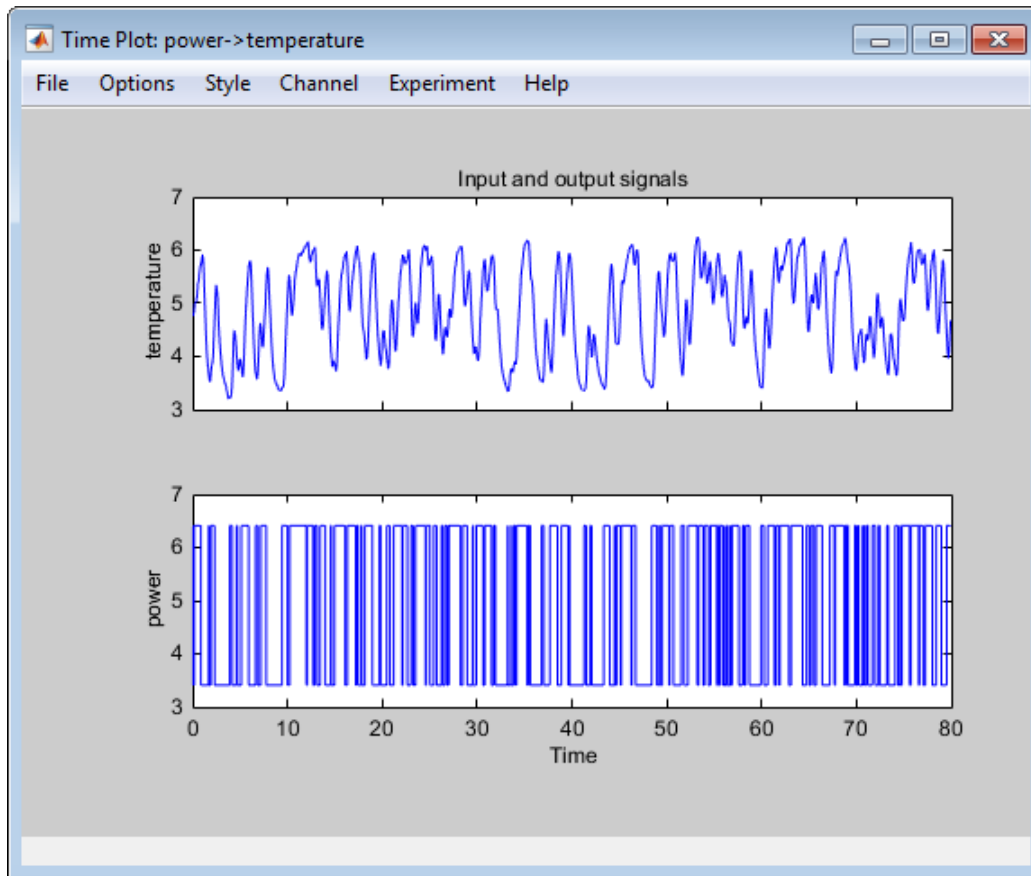 Time Plot: power->temperature
File Options Style Channel Experiment Help
Input and output signals
7
6
5
4
3
temperature
7
6
5
4
3
power
0 10 20 30 40 50 60 70 80
Time